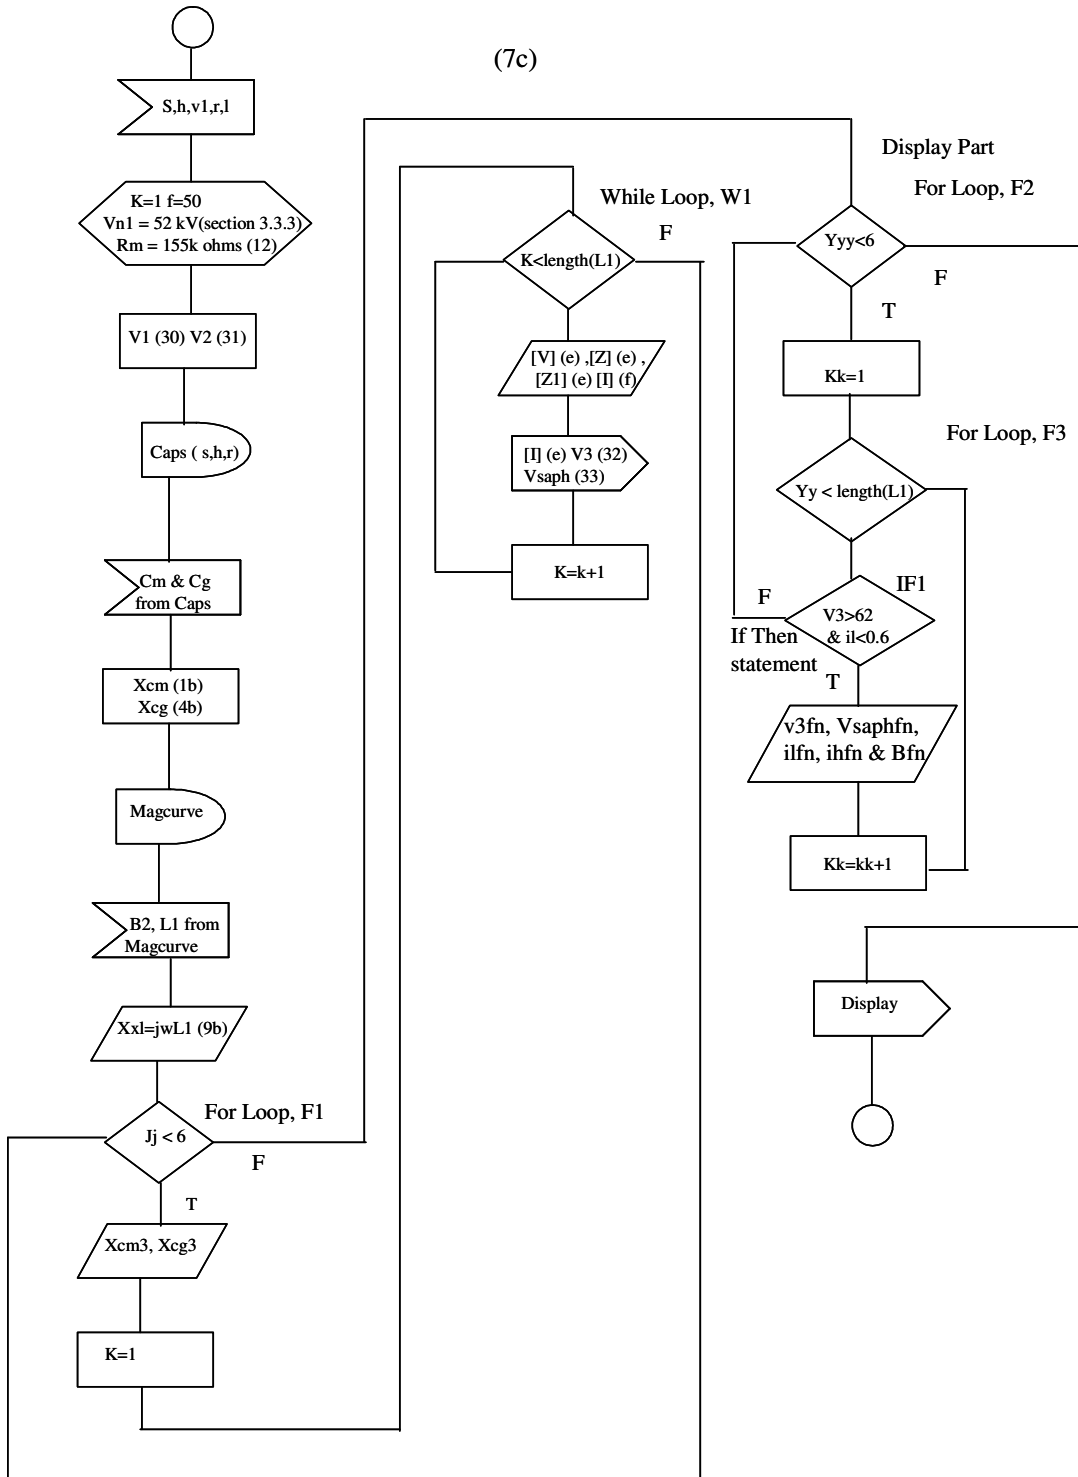 (7c)
S,h,v1,r,l
K=1 f=50
Vn1 = 52 kV(section 3.3.3)
Rm = 155k ohms (12)
V1 (30) V2 (31)
Caps ( s,h,r)
Cm & Cg
from Caps
Xcm (1b)
Xcg (4b)
Magcurve
B2, L1 from
Magcurve
Xxl=jwL1 (9b)
For Loop, F1
Jj < 6
F
T
Xcm3, Xcg3
K=1
While Loop, W1
F
K<length(L1)
[V] (e) ,[Z] (e) ,
[Z1] (e) [I] (f)
[I] (e) V3 (32)
Vsaph (33)
K=k+1
Display Part
For Loop, F2
Yyy<6
F
T
Kk=1
For Loop, F3
Yy < length(L1)
IF1
F
V3>62
& il<0.6
If Then
statement
T
v3fn, Vsaphfn,
ilfn, ihfn & Bfn
Kk=kk+1
Display